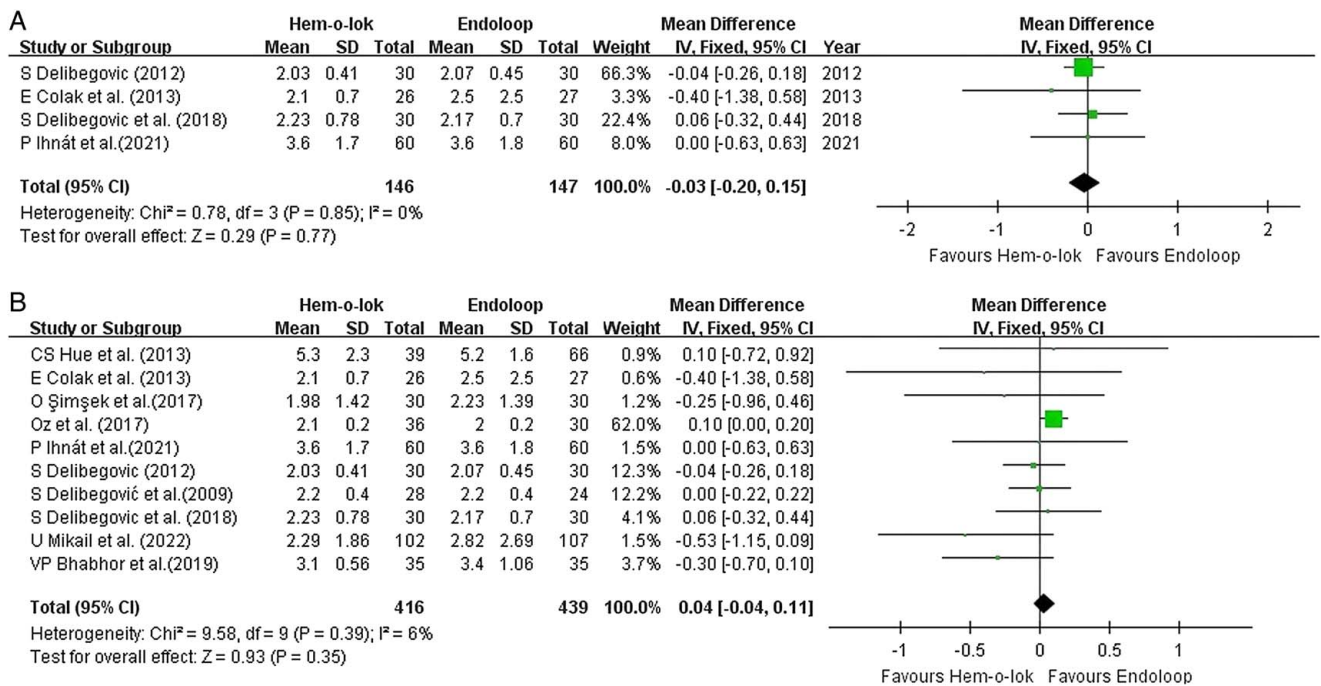 A
Hem-o-lok Endoloop Mean Difference Mean Difference
Study or Subgroup Mean SD Total Mean SD Total Weight IV, Fixed, 95% CI Year IV, Fixed, 95% CI
S Delibegovic (2012) 2.03 0.41 30 2.07 0.45 30 66.3% -0.04 [-0.26, 0.18] 2012
E Colak et al. (2013) 2.1 0.7 26 2.5 2.5 27 3.3% -0.40 [-1.38, 0.58] 2013
S Delibegovic et al. (2018) 2.23 0.78 30 2.17 0.7 30 22.4% 0.06 [-0.32, 0.44] 2018
P Ihnát et al.(2021) 3.6 1.7 60 3.6 1.8 60 8.0% 0.00 [-0.63, 0.63] 2021
Total (95% CI) 146 147 100.0% -0.03 [-0.20, 0.15]
Heterogeneity: Chi² = 0.78, df = 3 (P = 0.85); I² = 0%
Test for overall effect: Z = 0.29 (P = 0.77)
-2 -1 0 1 2
Favours Hem-o-lok Favours Endoloop
B
Hem-o-lok Endoloop Mean Difference Mean Difference
Study or Subgroup Mean SD Total Mean SD Total Weight IV, Fixed, 95% CI IV, Fixed, 95% CI
CS Hue et al. (2013) 5.3 2.3 39 5.2 1.6 66 0.9% 0.10 [-0.72, 0.92]
E Colak et al. (2013) 2.1 0.7 26 2.5 2.5 27 0.6% -0.40 [-1.38, 0.58]
O Şimşek et al.(2017) 1.98 1.42 30 2.23 1.39 30 1.2% -0.25 [-0.96, 0.46]
Oz et al. (2017) 2.1 0.2 36 2 0.2 30 62.0% 0.10 [0.00, 0.20]
P Ihnát et al.(2021) 3.6 1.7 60 3.6 1.8 60 1.5% 0.00 [-0.63, 0.63]
S Delibegovic (2012) 2.03 0.41 30 2.07 0.45 30 12.3% -0.04 [-0.26, 0.18]
S Delibegović et al.(2009) 2.2 0.4 28 2.2 0.4 24 12.2% 0.00 [-0.22, 0.22]
S Delibegovic et al. (2018) 2.23 0.78 30 2.17 0.7 30 4.1% 0.06 [-0.32, 0.44]
U Mikail et al. (2022) 2.29 1.86 102 2.82 2.69 107 1.5% -0.53 [-1.15, 0.09]
VP Bhabhor et al.(2019) 3.1 0.56 35 3.4 1.06 35 3.7% -0.30 [-0.70, 0.10]
Total (95% CI) 416 439 100.0% 0.04 [-0.04, 0.11]
Heterogeneity: Chi² = 9.58, df = 9 (P = 0.39); I² = 6%
Test for overall effect: Z = 0.93 (P = 0.35)
-1 -0.5 0 0.5 1
Favours Hem-o-lok Favours Endoloop